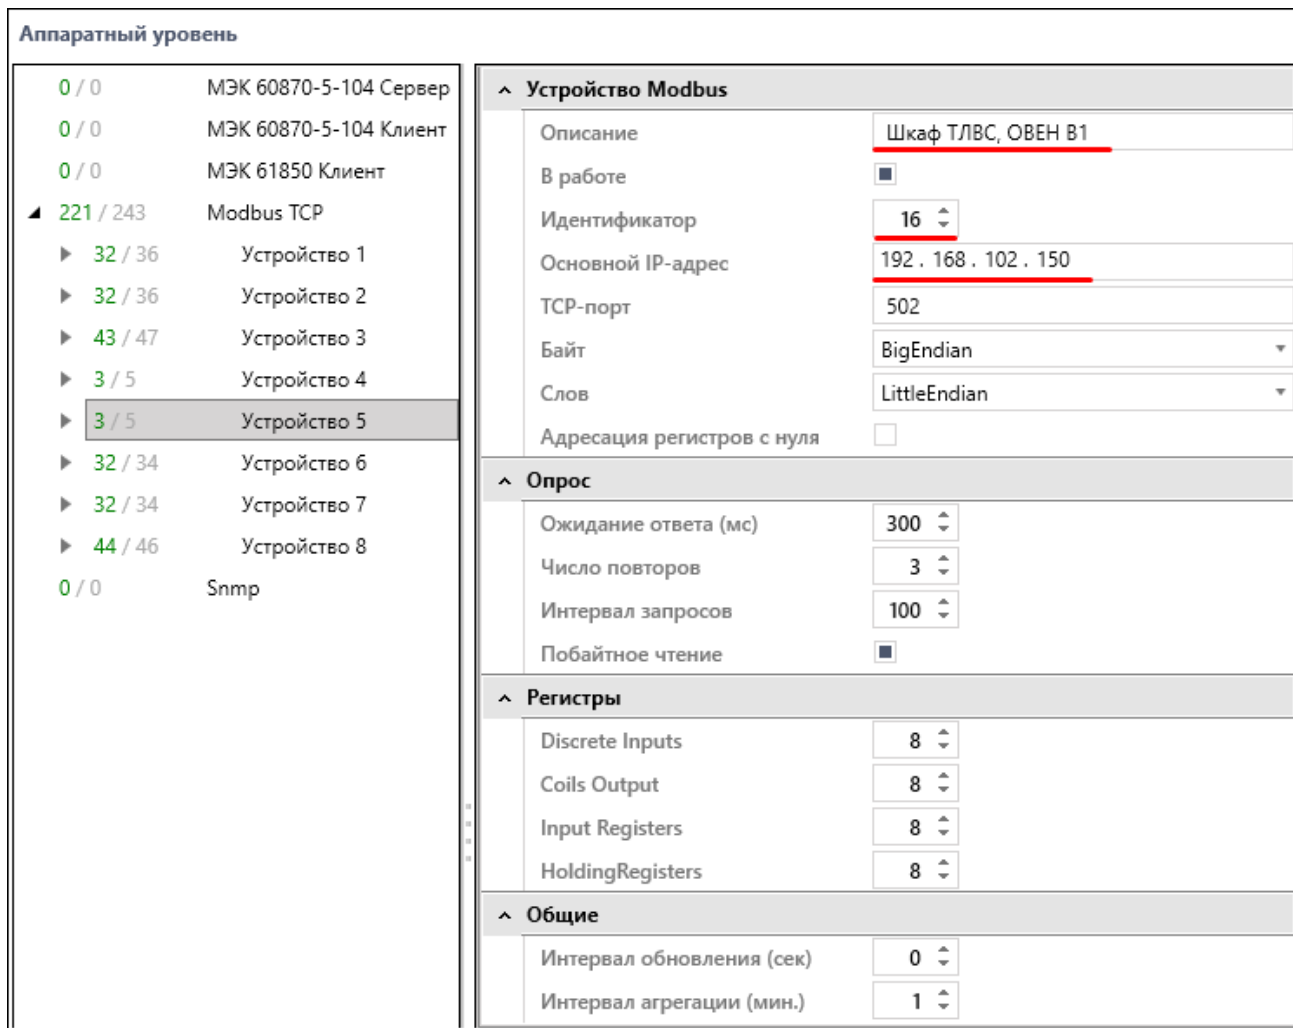 Аппаратный уровень
0 / 0 МЭК 60870-5-104 Сервер
0 / 0 МЭК 60870-5-104 Клиент
0 / 0 МЭК 61850 Клиент
221 / 243 Modbus TCP
32 / 36 Устройство 1
32 / 36 Устройство 2
43 / 47 Устройство 3
3 / 5 Устройство 4
3 / 5 Устройство 5
32 / 34 Устройство 6
32 / 34 Устройство 7
44 / 46 Устройство 8
0 / 0 Snmp
Устройство Modbus
Описание Шкаф ТЛВС, ОВЕН В1
В работе
Идентификатор 16
Основной IP-адрес 192 . 168 . 102 . 150
TCP-порт 502
Байт BigEndian
Слов LittleEndian
Адресация регистров с нуля
Опрос
Ожидание ответа (мс) 300
Число повторов 3
Интервал запросов 100
Побайтное чтение
Регистры
Discrete Inputs 8
Coils Output 8
Input Registers 8
HoldingRegisters 8
Общие
Интервал обновления (сек) 0
Интервал агрегации (мин.) 1